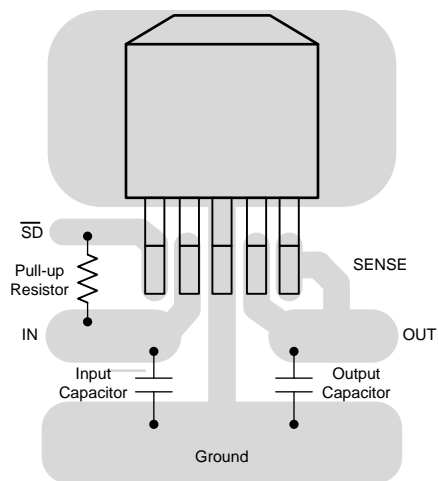 SD
Pull-up
Resistor
SENSE
IN
OUT
Input
Capacitor
Output
Capacitor
Ground